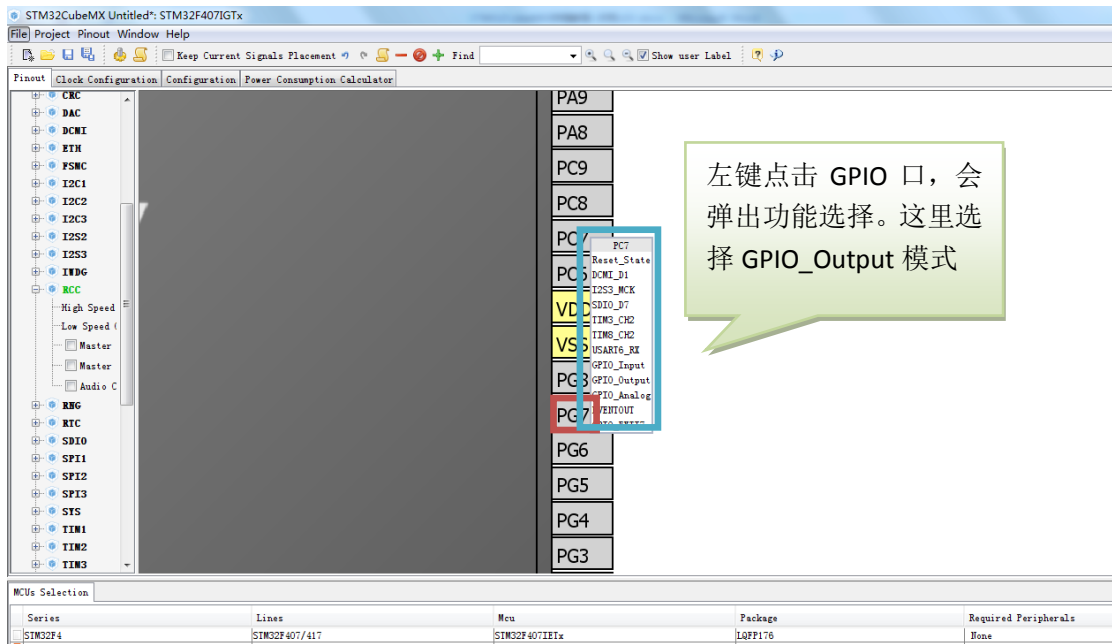 STM32CubeMX Untitled*: STM32F407IGTx
File Project Pinout Window Help
Keep Current Signals Placement Find Show user Label
Pinout Clock Configuration Configuration Power Consumption Calculator
CRC
DAC
DCMI
ETH
FSMC
I2C1
I2C2
I2C3
I2S2
I2S3
IWDG
RCC
High Speed
Low Speed (
Master
Master
Audio C
RNG
RTC
SDIO
SPI1
SPI2
SPI3
SYS
TIM1
TIM2
TIM3
PA9
PA8
PC9
PC8
PC7
PC6
VDD
VSS
PG8
PG7
PG6
PG5
PG4
PG3
PC7
Reset_State
DCMI_D1
I2S3_MCK
SDIO_D7
TIM3_CH2
TIM8_CH2
USART6_RX
GPIO_Input
GPIO_Output
GPIO_Analog
EVENTOUT
左键点击 GPIO 口，会
弹出功能选择。这里选
择 GPIO_Output 模式
MCUs Selection
Series Lines Mcu Package Required Peripherals
STM32F4 STM32F407/417 STM32F407IETx LQFP176 None